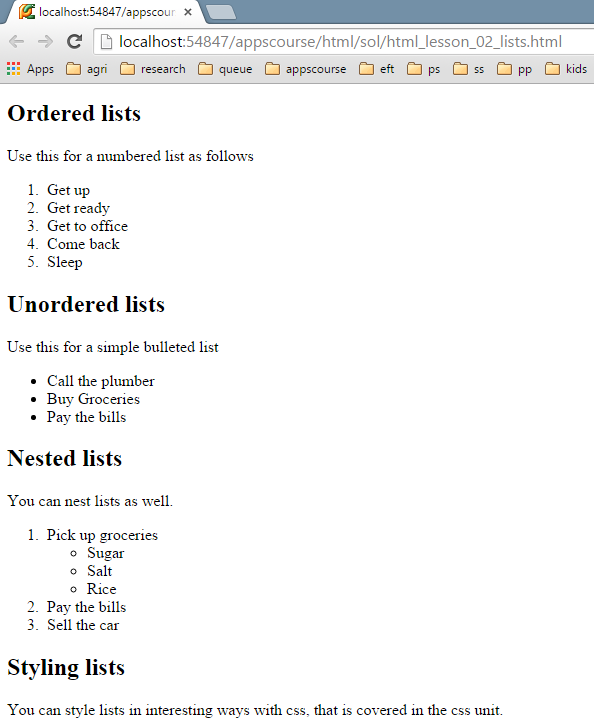 localhost:54847/appscour
localhost:54847/appscourse/html/sol/html_lesson_02_lists.html
Apps agri research queue appscourse eft ps ss pp kids
Ordered lists
Use this for a numbered list as follows
1. Get up
2. Get ready
3. Get to office
4. Come back
5. Sleep
Unordered lists
Use this for a simple bulleted list
• Call the plumber
• Buy Groceries
• Pay the bills
Nested lists
You can nest lists as well.
1. Pick up groceries
◦ Sugar
◦ Salt
◦ Rice
2. Pay the bills
3. Sell the car
Styling lists
You can style lists in interesting ways with css, that is covered in the css unit.